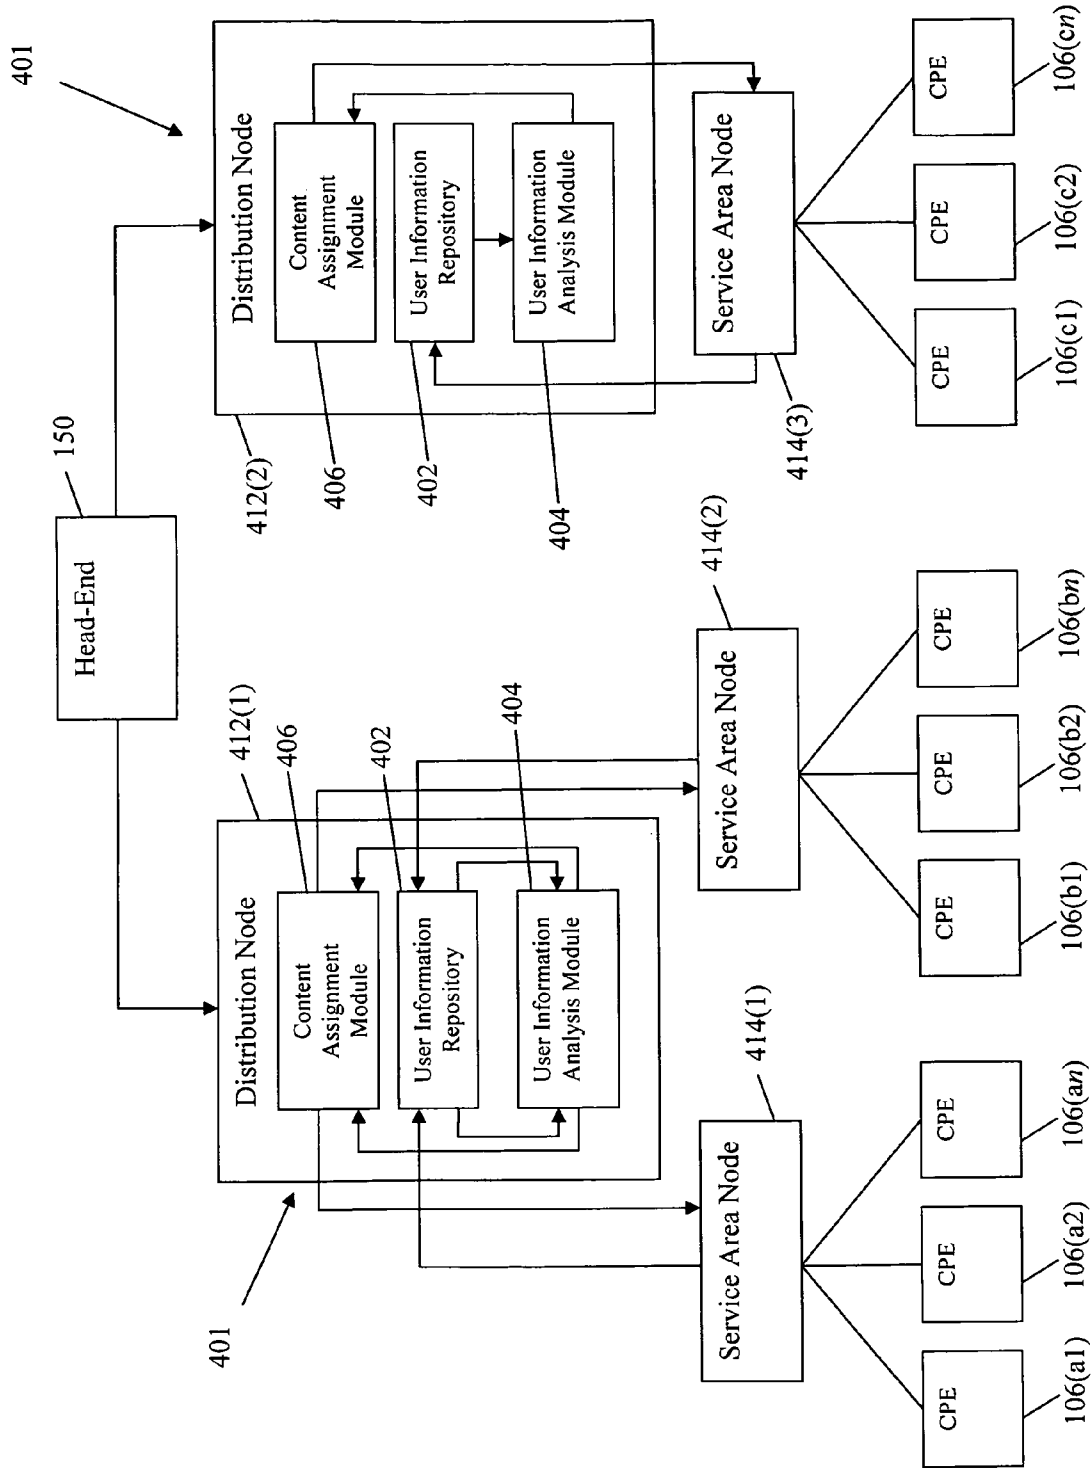 Head-End
150
401
412(1)
Distribution Node
406
Content
Assignment
Module
402
User Information
Repository
404
User Information
Analysis Module
401
Distribution Node
412(2)
Content
Assignment
Module
406
User Information
Repository
402
User Information
Analysis Module
404
Service Area Node
414(1)
Service Area Node
414(2)
Service Area Node
414(3)
CPE
CPE
CPE
CPE
CPE
CPE
CPE
CPE
CPE
106(a1)
106(a2)
106(an)
106(b1)
106(b2)
106(bn)
106(c1)
106(c2)
106(cn)